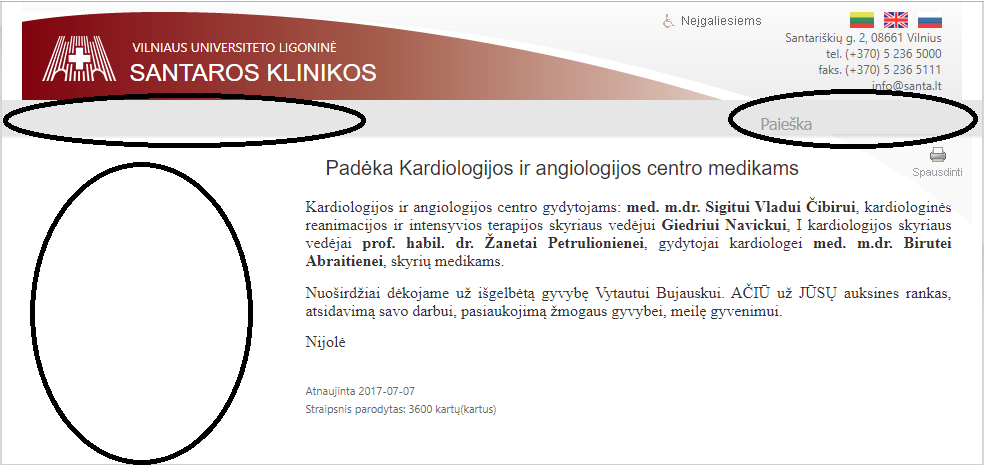 Neįgaliesiems
Santariškių g. 2, 08661 Vilnius
tel. (+370) 5 236 5000
faks. (+370) 5 236 5111
info@santa.lt
VILNIAUS UNIVERSITETO LIGONINĖ
SANTAROS KLINIKOS
Paieška
Spausdinti
Padėka Kardiologijos ir angiologijos centro medikams
Kardiologijos ir angiologijos centro gydytojams: med. m.dr. Sigitui Vladui Čibirui, kardiologinės
reanimacijos ir intensyvios terapijos skyriaus vedėjui Giedriui Navickui, I kardiologijos skyriaus
vedėjai prof. habil. dr. Žanetai Petrulionienei, gydytojai kardiologei med. m.dr. Birutei
Abraitienei, skyrių medikams.
Nuoširdžiai dėkojame už išgelbėtą gyvybę Vytautui Bujauskui. AČIŪ už JŪSŲ auksines rankas,
atsidavimą savo darbui, pasiaukojimą žmogaus gyvybei, meilę gyvenimui.
Nijolė
Atnaujinta 2017-07-07
Straipsnis parodytas: 3600 kartų(kartus)